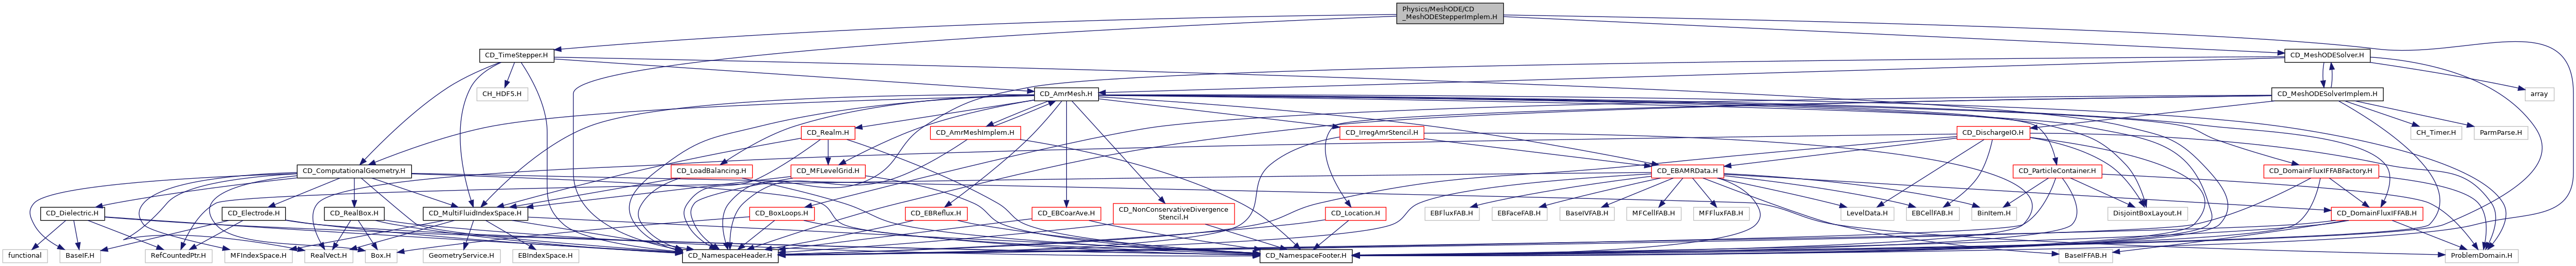 Physics/MeshODE/CD
_MeshODEStepperImplem.H
CD_TimeStepper.H
CD_MeshODESolver.H
CH_HDF5.H
CD_AmrMesh.H
CD_MeshODESolverImplem.H
array
CD_Realm.H
CD_AmrMeshImplem.H
CD_IrregAmrStencil.H
CD_DischargeIO.H
CH_Timer.H
ParmParse.H
CD_ComputationalGeometry.H
CD_LoadBalancing.H
CD_MFLevelGrid.H
CD_EBAMRData.H
CD_ParticleContainer.H
CD_DomainFluxIFFABFactory.H
CD_Dielectric.H
CD_Electrode.H
CD_RealBox.H
CD_MultiFluidIndexSpace.H
CD_BoxLoops.H
CD_EBReflux.H
CD_EBCoarAve.H
CD_NonConservativeDivergence
Stencil.H
CD_Location.H
EBFluxFAB.H
EBFaceFAB.H
BaseIVFAB.H
MFCellFAB.H
MFFluxFAB.H
LevelData.H
EBCellFAB.H
BinItem.H
DisjointBoxLayout.H
CD_DomainFluxIFFAB.H
functional
BaseIF.H
RefCountedPtr.H
MFIndexSpace.H
RealVect.H
Box.H
GeometryService.H
EBIndexSpace.H
CD_NamespaceHeader.H
CD_NamespaceFooter.H
BaseIFFAB.H
ProblemDomain.H